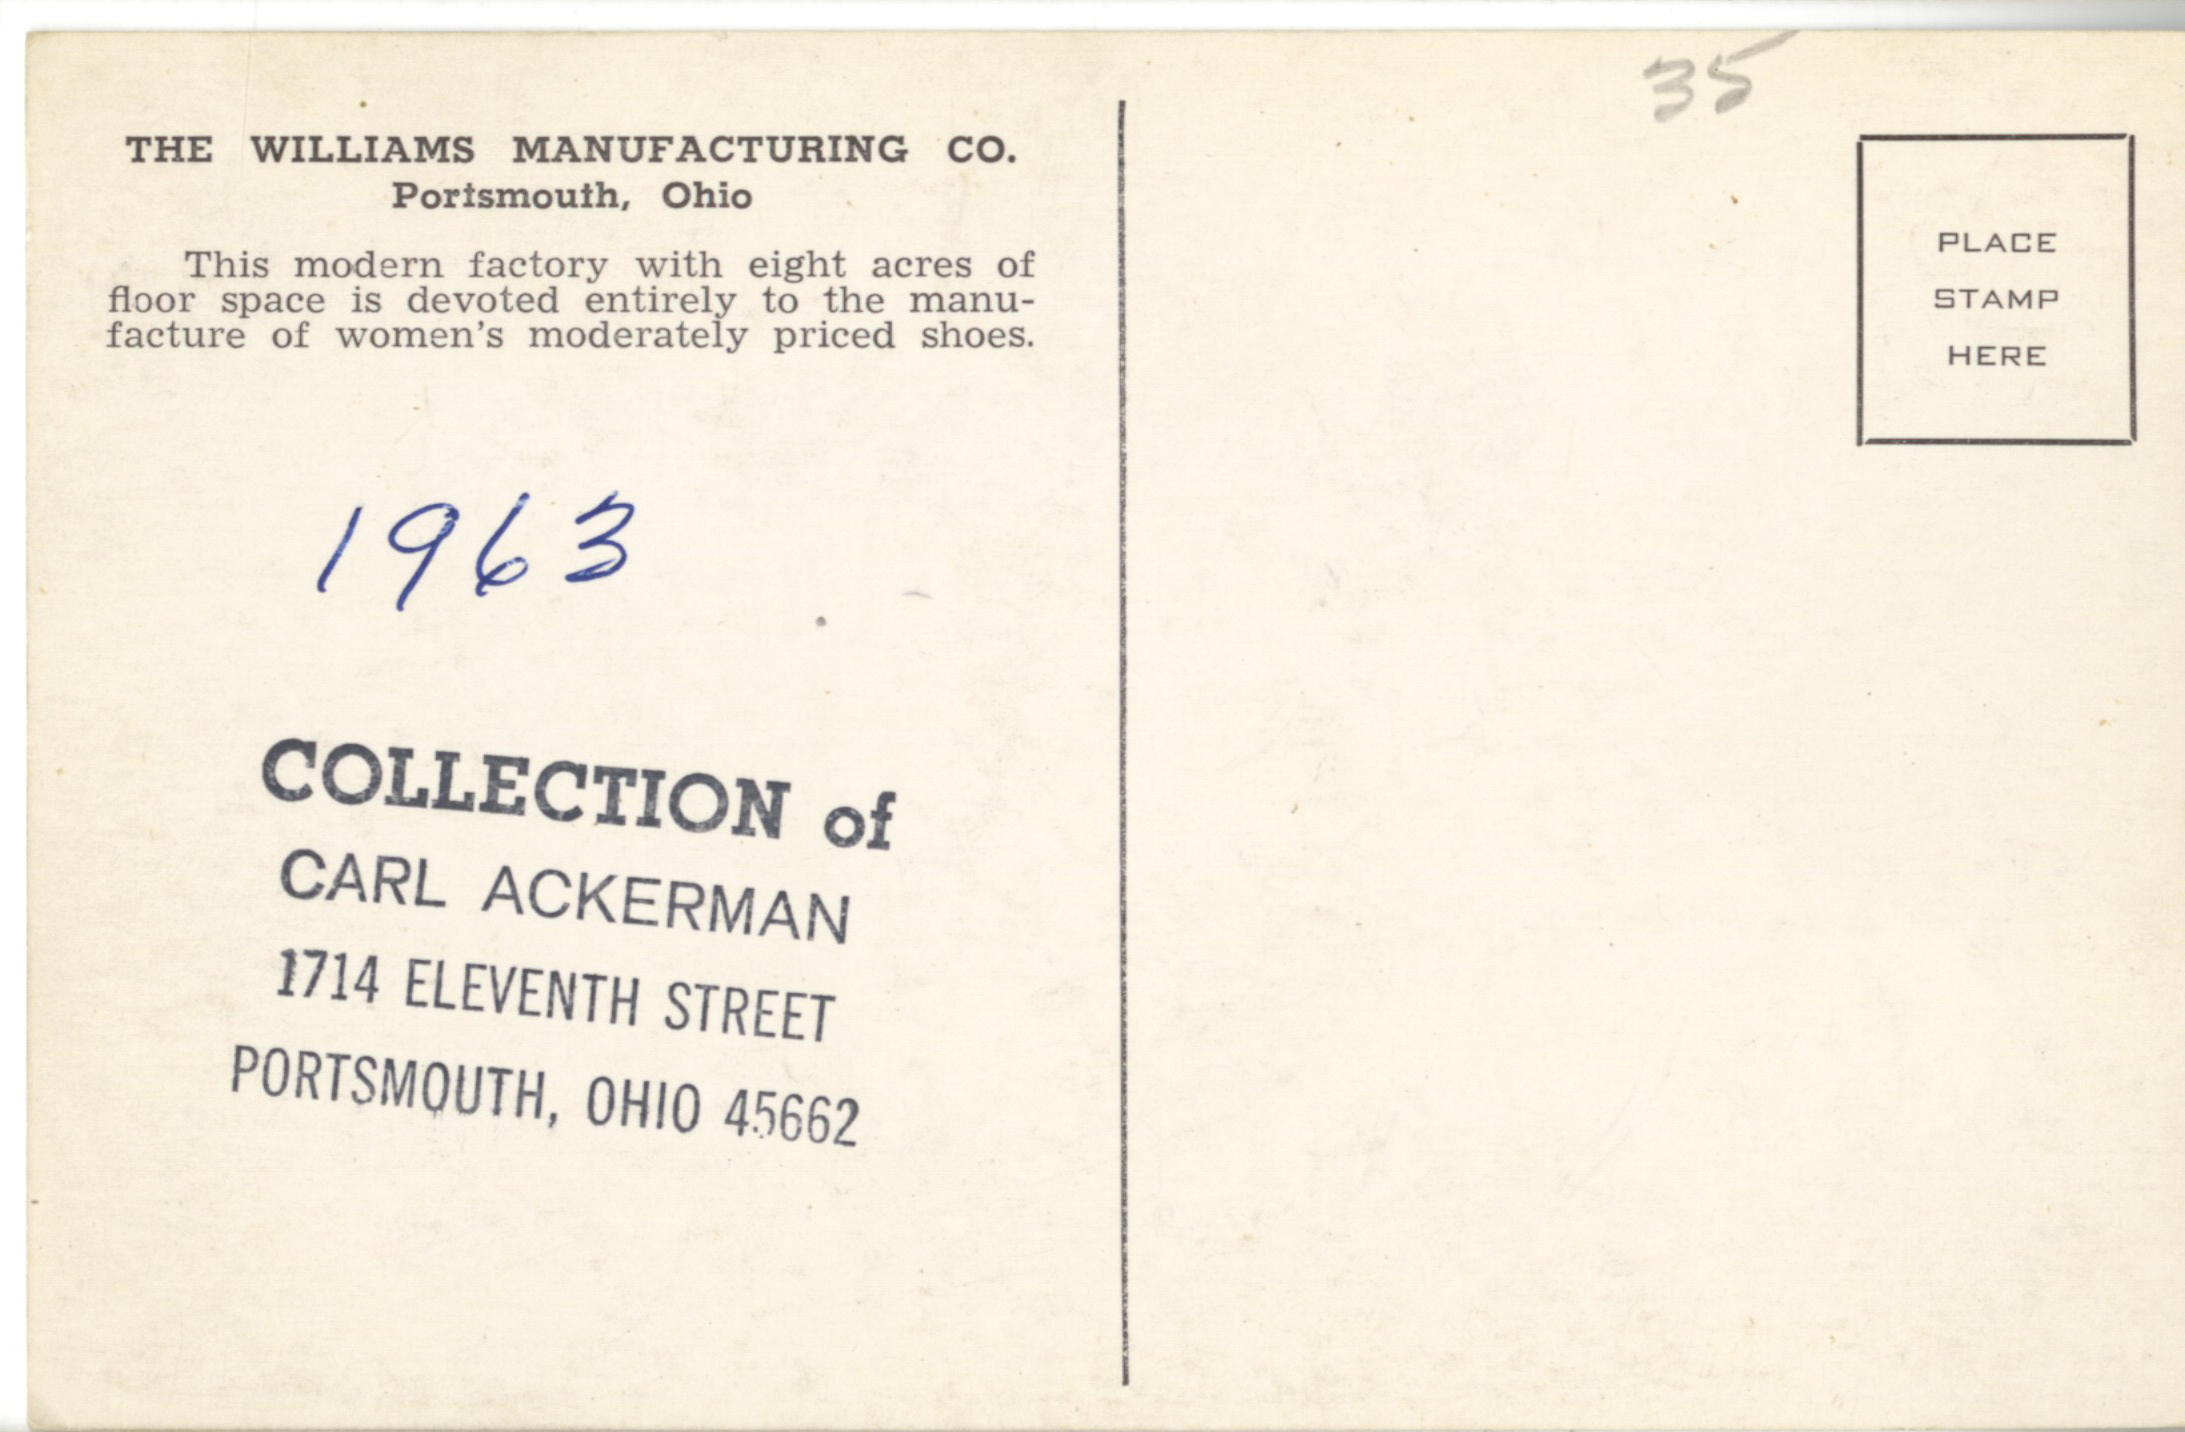 THE WILLIAMS MANUFACTURING CO.
Portsmouth, Ohio
This modern factory with eight acres of
floor space is devoted entirely to the manu-
facture of women's moderately priced shoes.
1963
COLLECTION of
CARL ACKERMAN
1714 ELEVENTH STREET
PORTSMOUTH, OHIO 45662
35
PLACE
STAMP
HERE